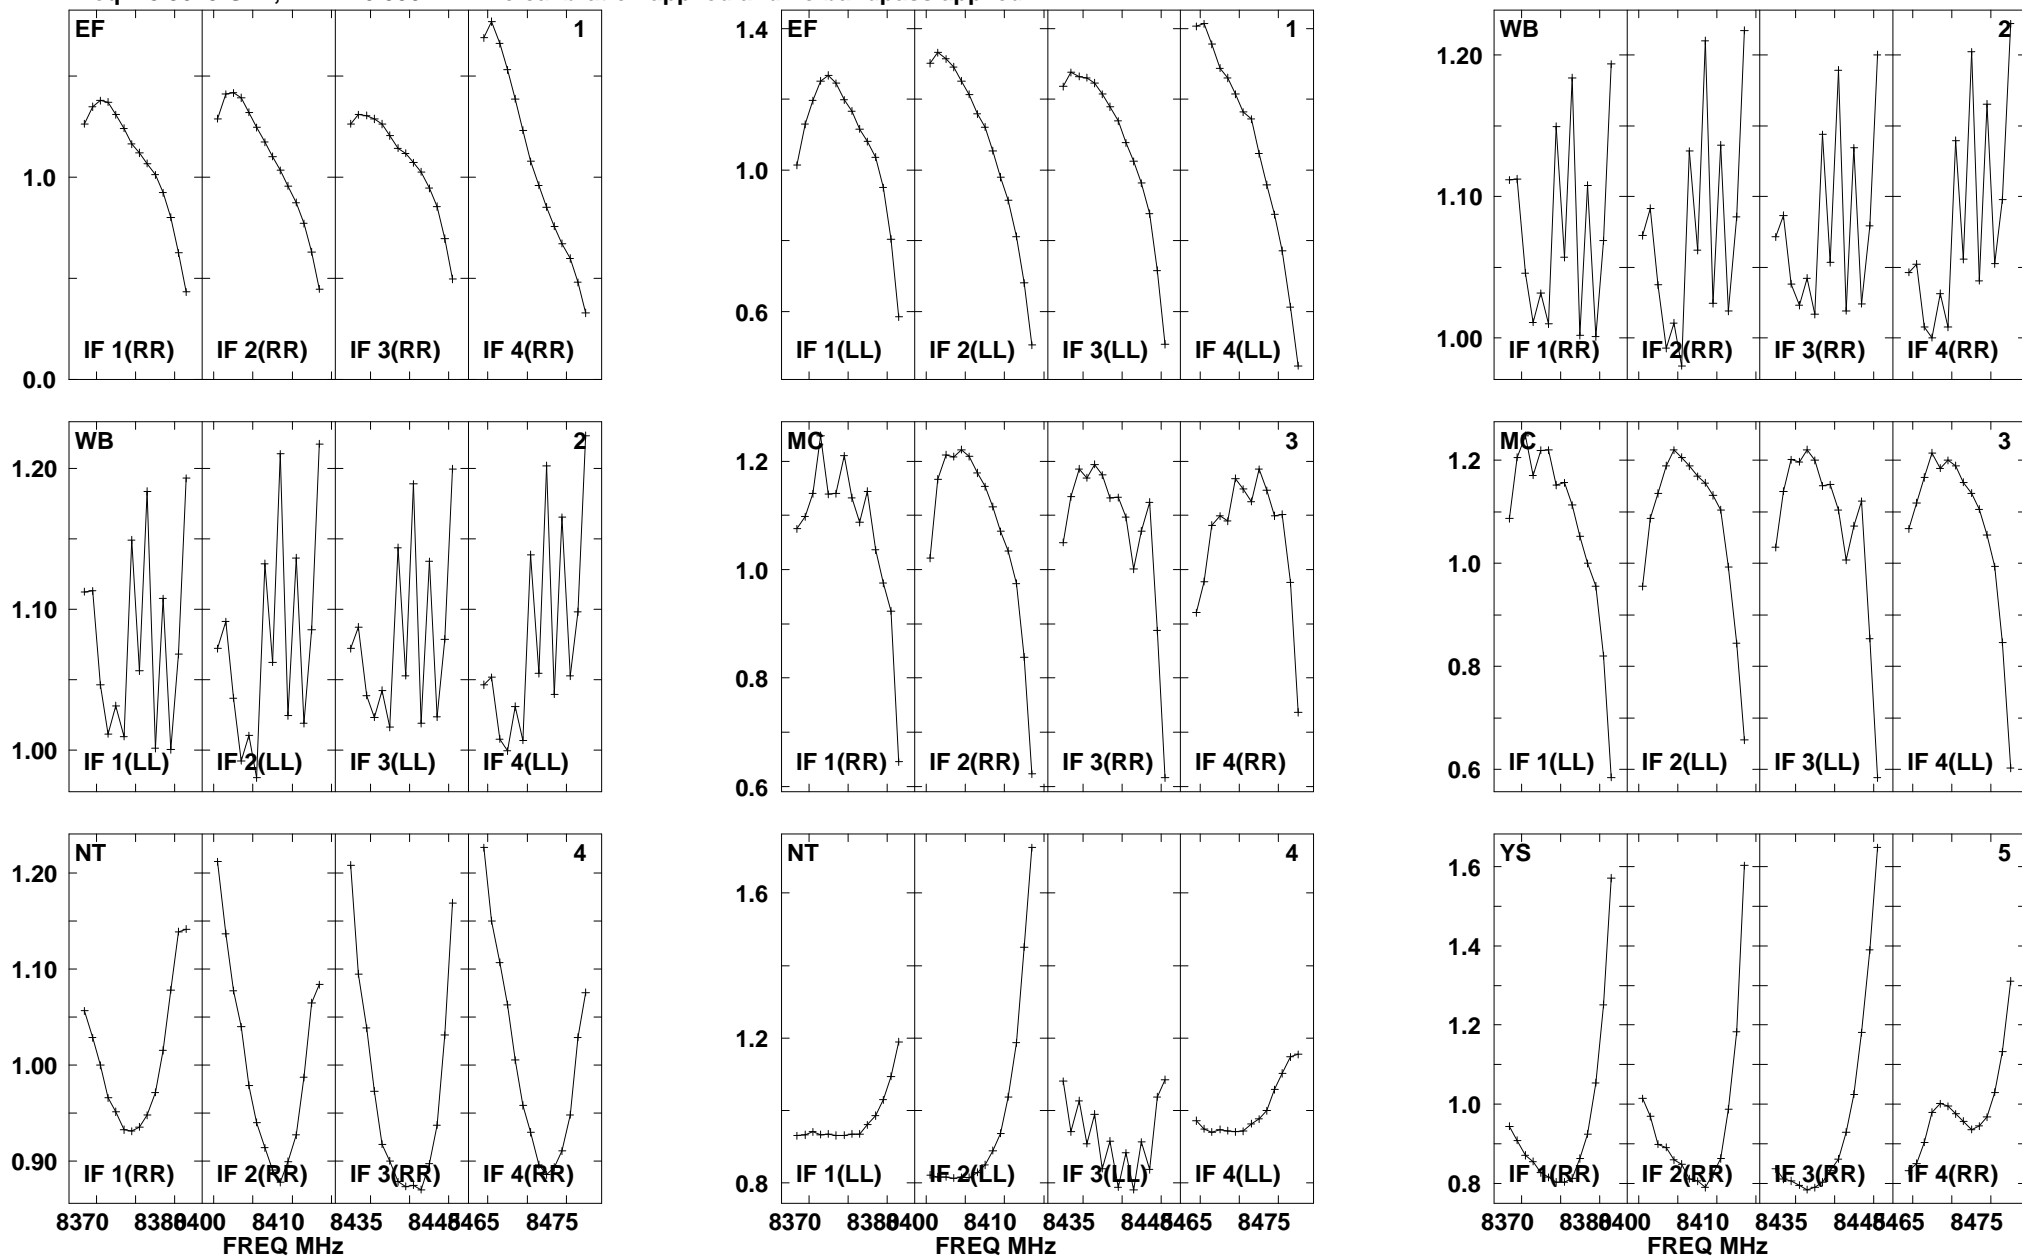 EF 1
1.0
0.0
IF 1(RR) IF 2(RR) IF 3(RR) IF 4(RR)
EF 1
1.4
1.0
0.6
IF 1(LL) IF 2(LL) IF 3(LL) IF 4(LL)
WB 2
1.20
1.10
1.00
IF 1(RR) IF 2(RR) IF 3(RR) IF 4(RR)
WB 2
1.20
1.10
1.00
IF 1(LL) IF 2(LL) IF 3(LL) IF 4(LL)
MC 3
1.2
1.0
0.8
0.6
IF 1(RR) IF 2(RR) IF 3(RR) IF 4(RR)
MC 3
1.2
1.0
0.8
0.6
IF 1(LL) IF 2(LL) IF 3(LL) IF 4(LL)
NT 4
1.20
1.10
1.00
0.90
IF 1(RR) IF 2(RR) IF 3(RR) IF 4(RR)
8370 8380 8400 8410 8435 8445 8465 8475
FREQ MHz
NT 4
1.6
1.2
0.8
IF 1(LL) IF 2(LL) IF 3(LL) IF 4(LL)
8370 8380 8400 8410 8435 8445 8465 8475
FREQ MHz
YS 5
1.6
1.4
1.2
1.0
0.8
IF 1(RR) IF 2(RR) IF 3(RR) IF 4(RR)
8370 8380 8400 8410 8435 8445 8465 8475
FREQ MHz